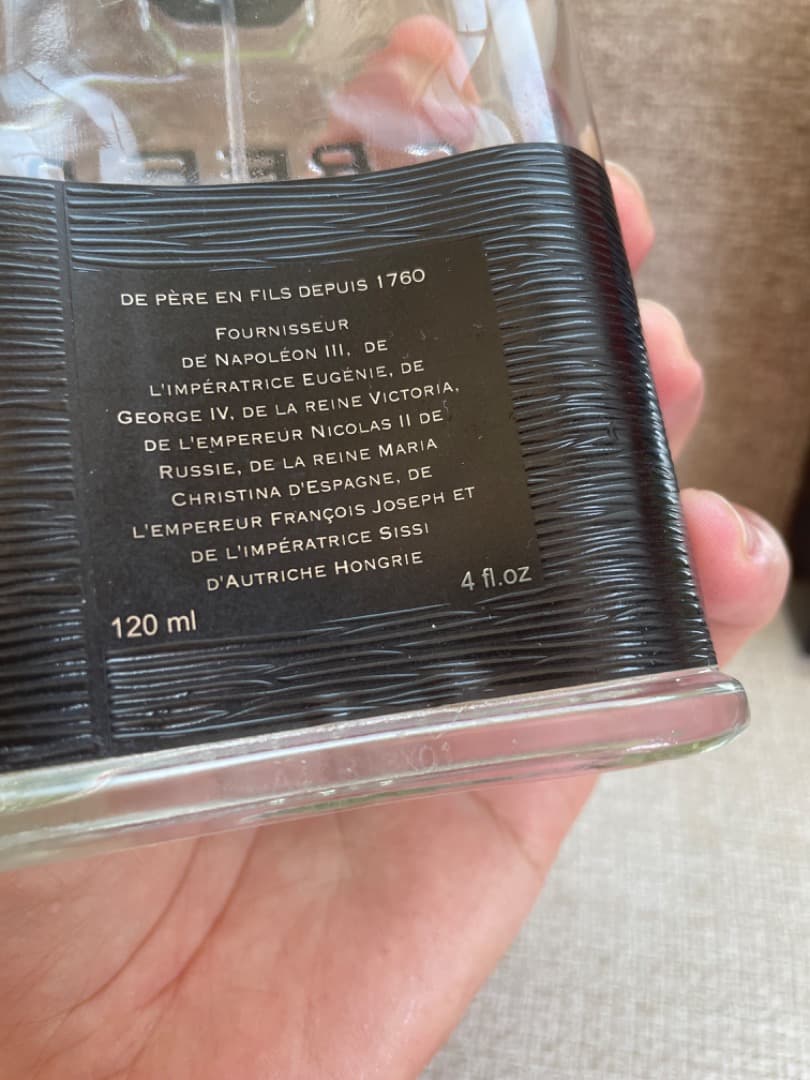 DE PÈRE EN FILS DEPUIS 1760
FOURNISSEUR
DE NAPOLÉON III, DE
L'IMPÉRATRICE EUGÉNIE, DE
GEORGE IV, DE LA REINE VICTORIA,
DE L'EMPEREUR NICOLAS II DE
RUSSIE, DE LA REINE MARIA
CHRISTINA D'ESPAGNE, DE
L'EMPEREUR FRANÇOIS JOSEPH ET
DE L'IMPÉRATRICE SISSI
D'AUTRICHE HONGRIE
120 ml 4 fl.oz